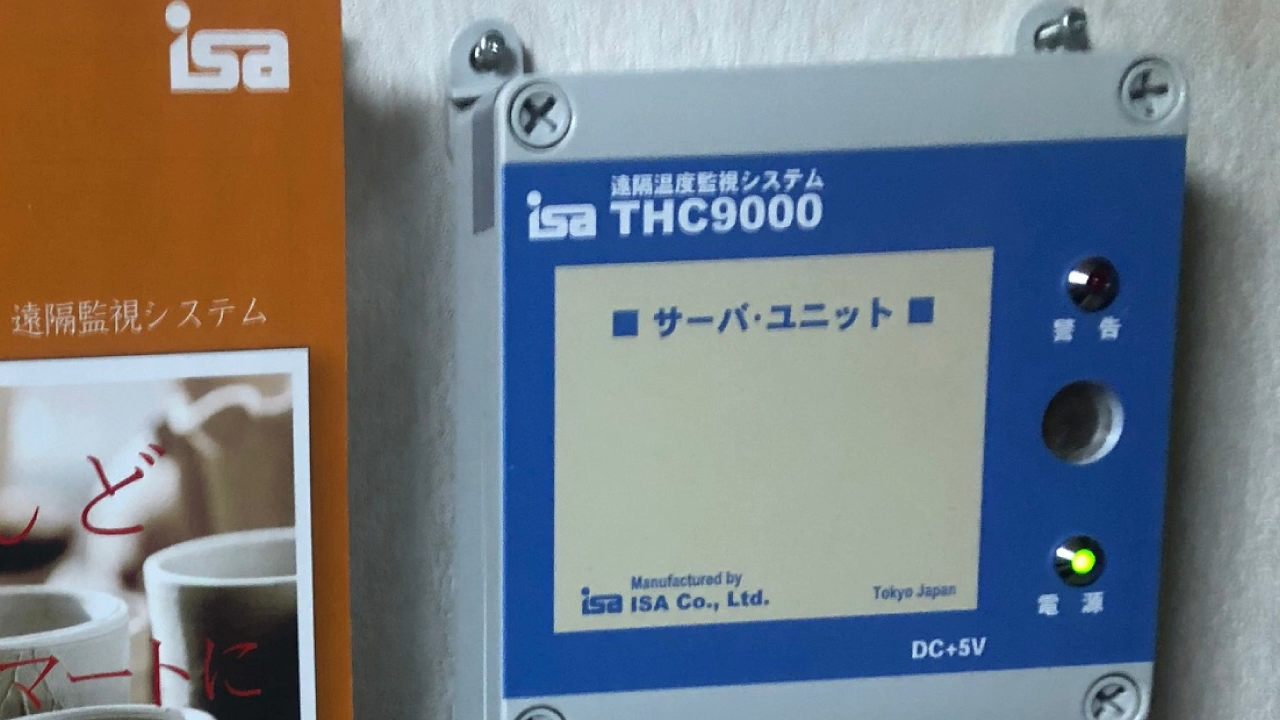 isa
遠隔監視システム
しど
マートに
遠隔温度監視システム
isa THC9000
■ サーバ・ユニット ■
警 告
電 源
Manufactured by
isa ISA Co., Ltd.
Tokyo Japan
DC+5V